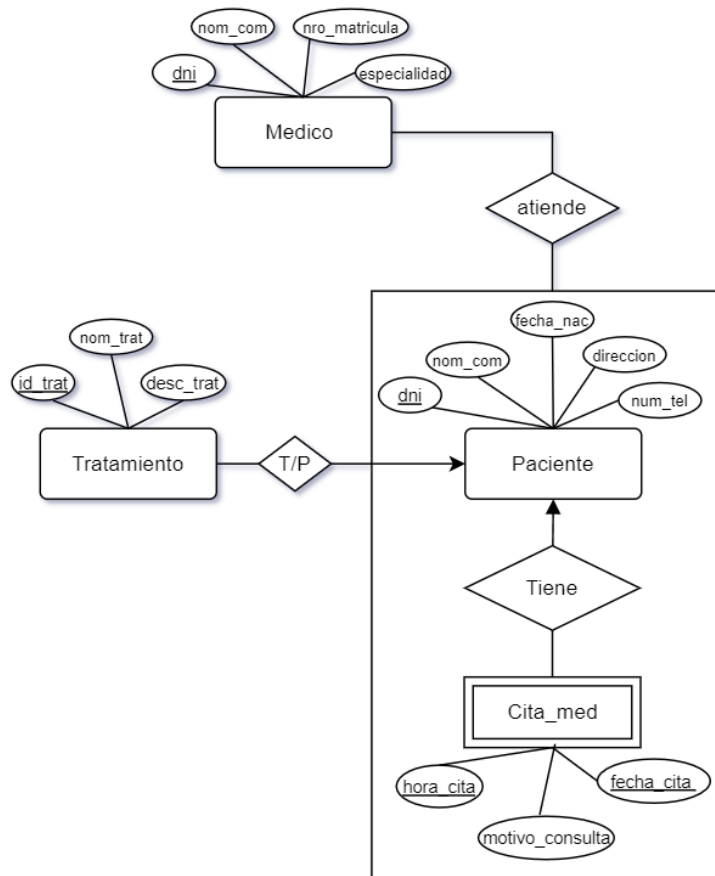 nom_com
nro_matricula
dni
especialidad
Medico
atiende
fecha_nac
nom_trat
nom_com
direccion
id_trat
desc_trat
dni
num_tel
Tratamiento
T/P
Paciente
Tiene
Cita_med
hora_cita
fecha_cita
motivo_consulta